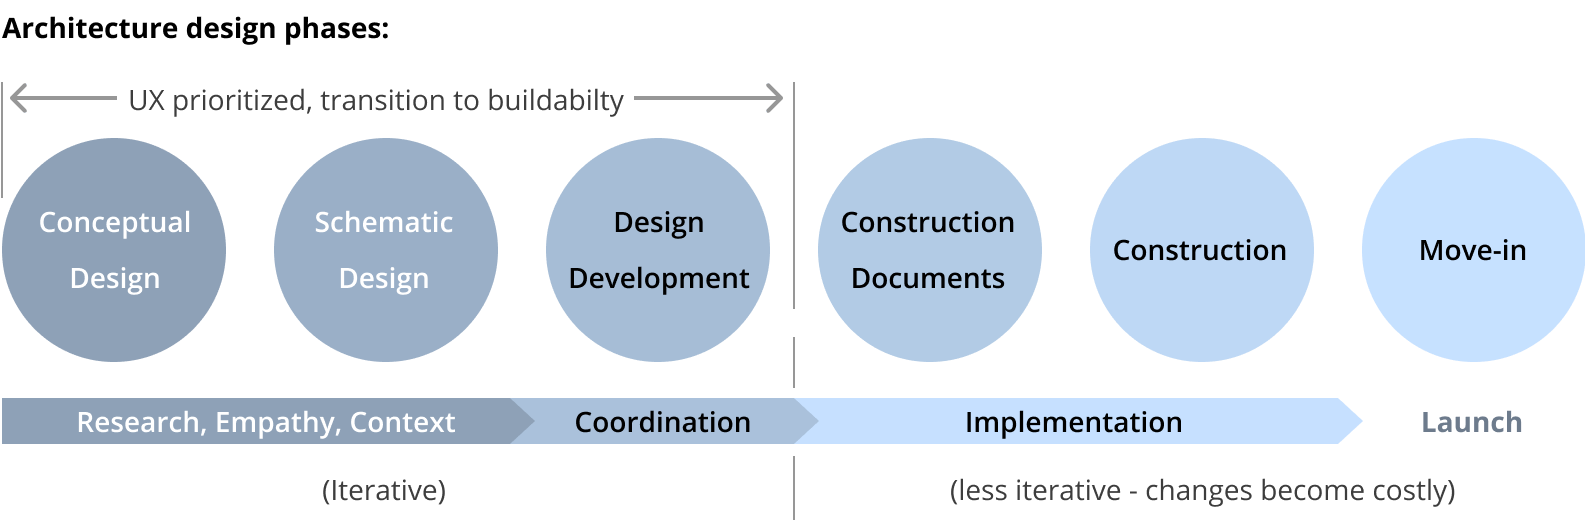 Architecture design phases:
UX prioritized, transition to buildabilty
Conceptual
Design
Schematic
Design
Design
Development
Construction
Documents
Construction
Move-in
Research, Empathy, Context
Coordination
Implementation
Launch
(Iterative)
(less iterative - changes become costly)